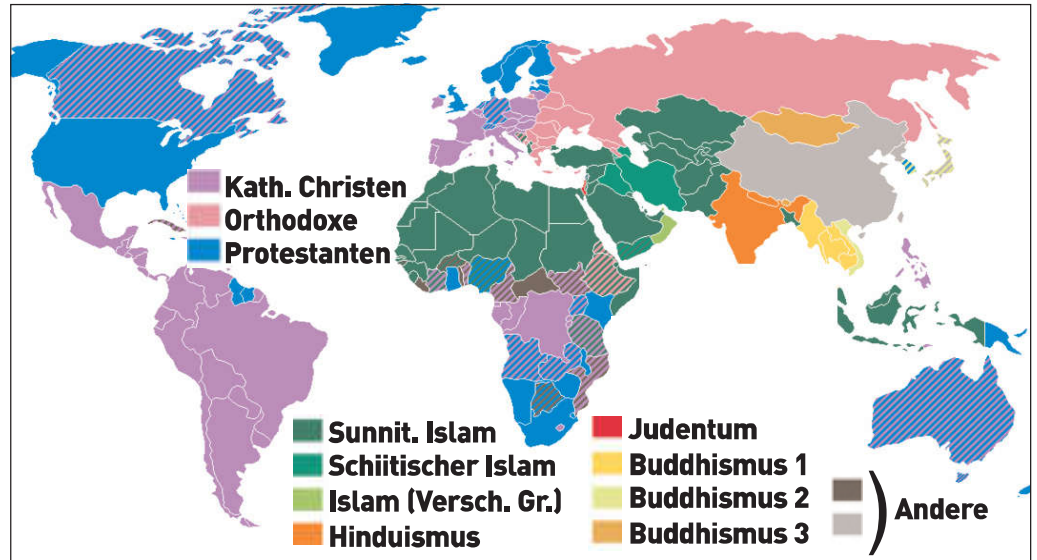 Kath. Christen
Orthodoxe
Protestanten
Sunnit. Islam
Schiitischer Islam
Islam (Versch. Gr.)
Hinduismus
Judentum
Buddhismus 1
Buddhismus 2
Buddhismus 3
) Andere